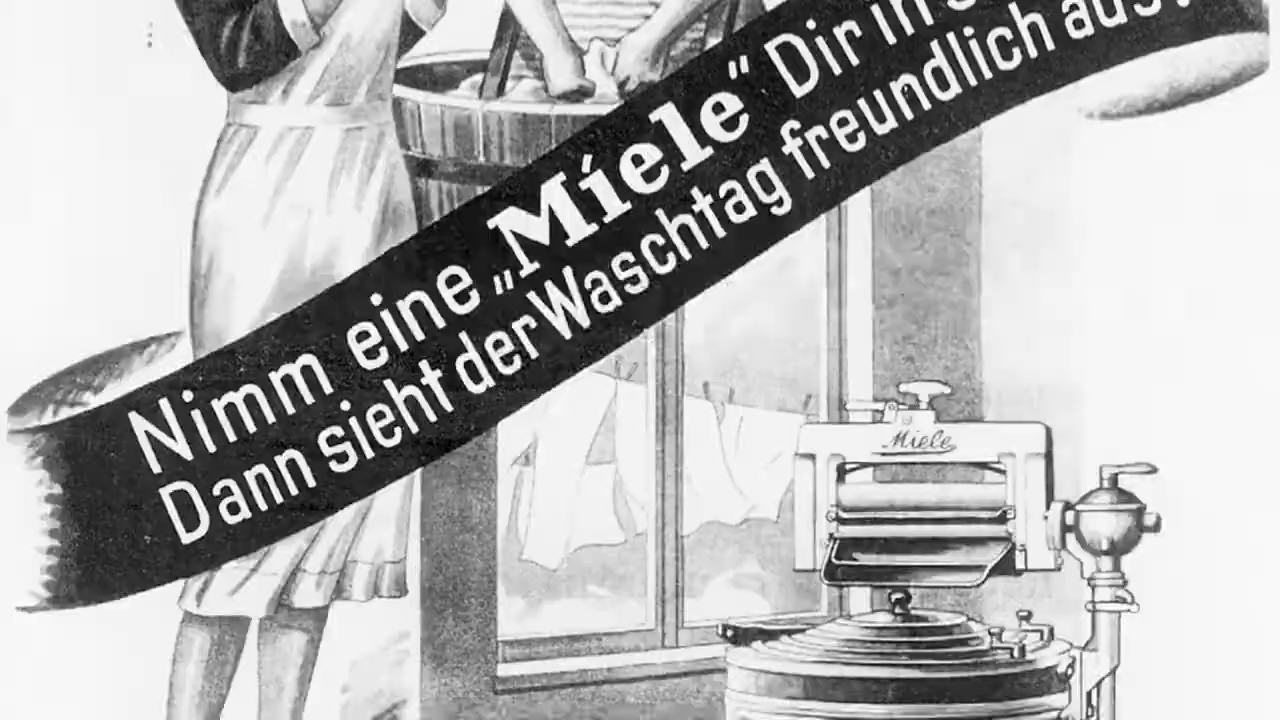 Nimm eine „Miele“ Dir in
Dann sieht der Waschtag freundlich aus!
Miele